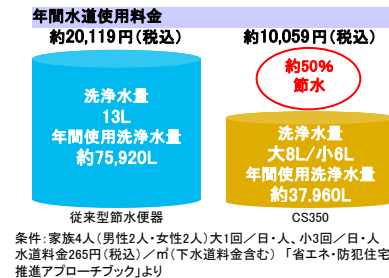 年間水道使用料金
約20,119円(税込)
約10,059円(税込)
約50%
節水
洗浄水量
13L
年間使用洗浄水量
約75,920L
洗浄水量
大8L/小6L
年間使用洗浄水量
約37.960L
従来型節水便器
CS350
条件:家族4人(男性2人・女性2人)大1回/日・人、小3回/日・人
水道料金265円(税込)/㎥(下水道料金含む) 「省エネ・防犯住宅
推進アプローチブック」より